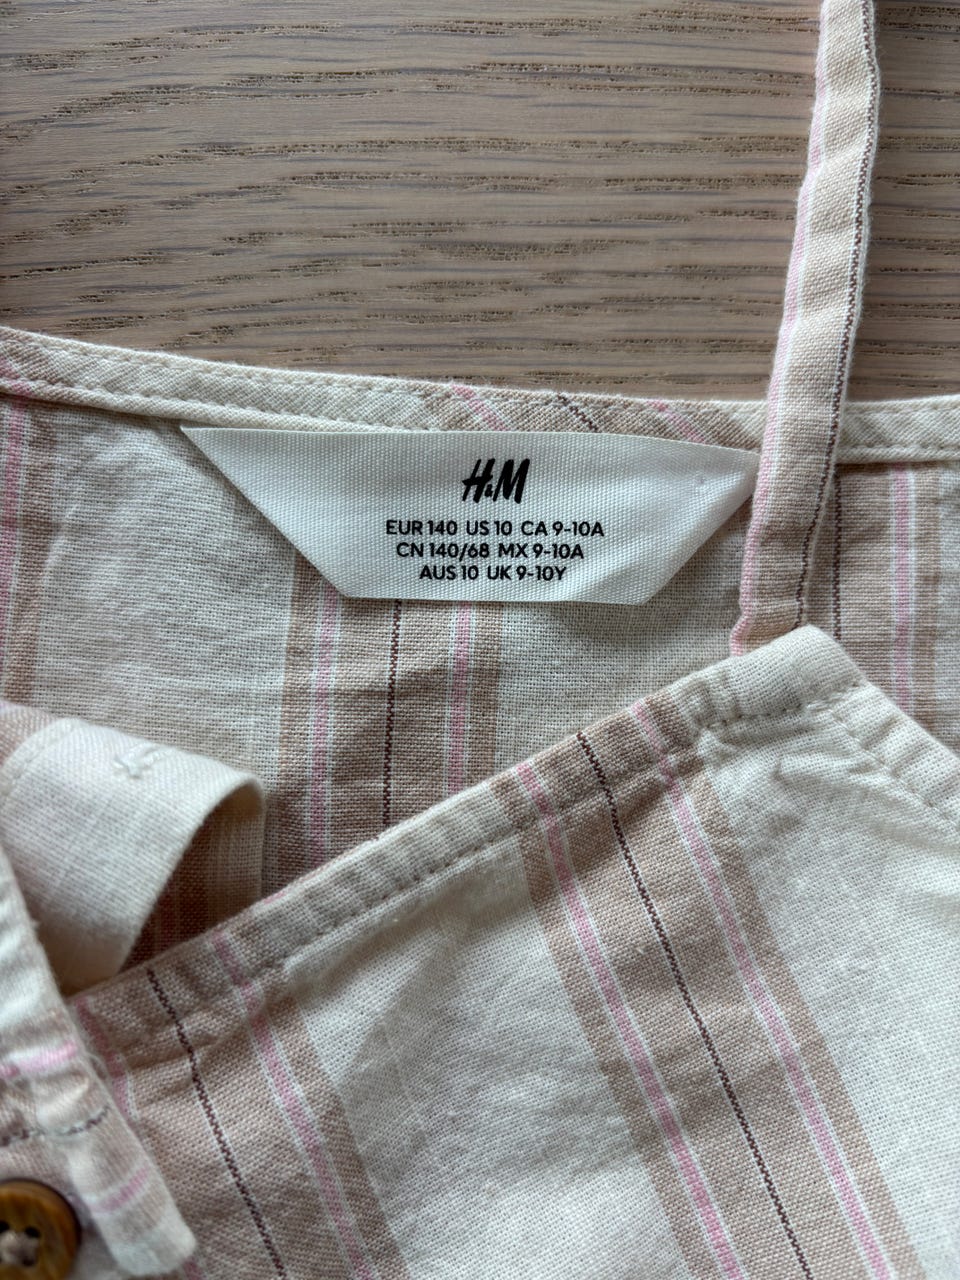 H&M
EUR 140 US 10 CA 9-10A
CN 140/68 MX 9-10A
AUS 10 UK 9-10Y